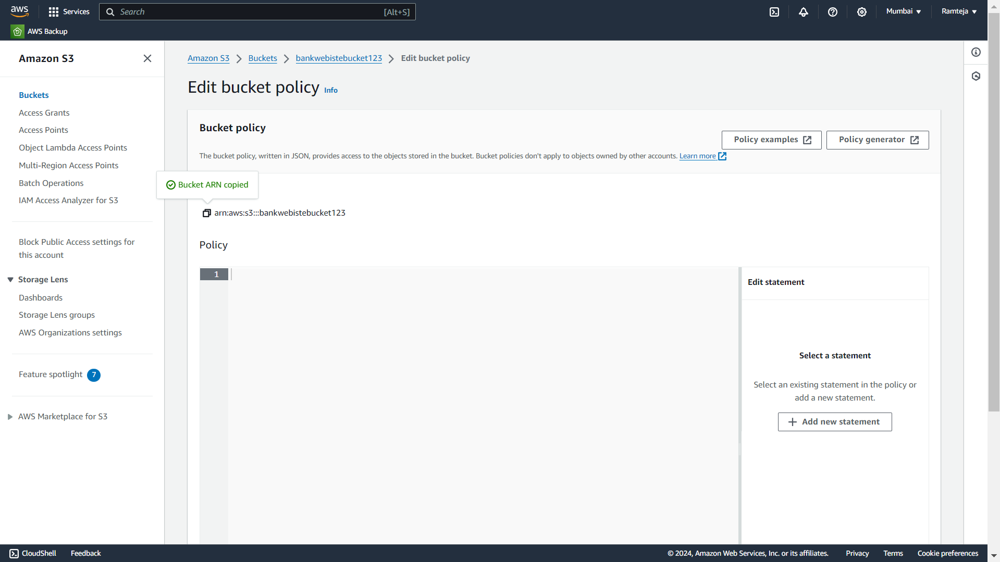 aws
Services
Search
[Alt+S]
Mumbai
Ramteja
AWS Backup
Amazon S3
Buckets
Access Grants
Access Points
Object Lambda Access Points
Multi-Region Access Points
Batch Operations
IAM Access Analyzer for S3
Block Public Access settings for
this account
Storage Lens
Dashboards
Storage Lens groups
AWS Organizations settings
Feature spotlight 7
AWS Marketplace for S3
Amazon S3 > Buckets > bankwebistebucket123 > Edit bucket policy
Edit bucket policy Info
Bucket policy
Policy examples
Policy generator
The bucket policy, written in JSON, provides access to the objects stored in the bucket. Bucket policies don't apply to objects owned by other accounts. Learn more
Bucket ARN copied
arn:aws:s3:::bankwebistebucket123
Policy
1
Edit statement
Select a statement
Select an existing statement in the policy or
add a new statement.
+ Add new statement
CloudShell
Feedback
© 2024, Amazon Web Services, Inc. or its affiliates.
Privacy
Terms
Cookie preferences